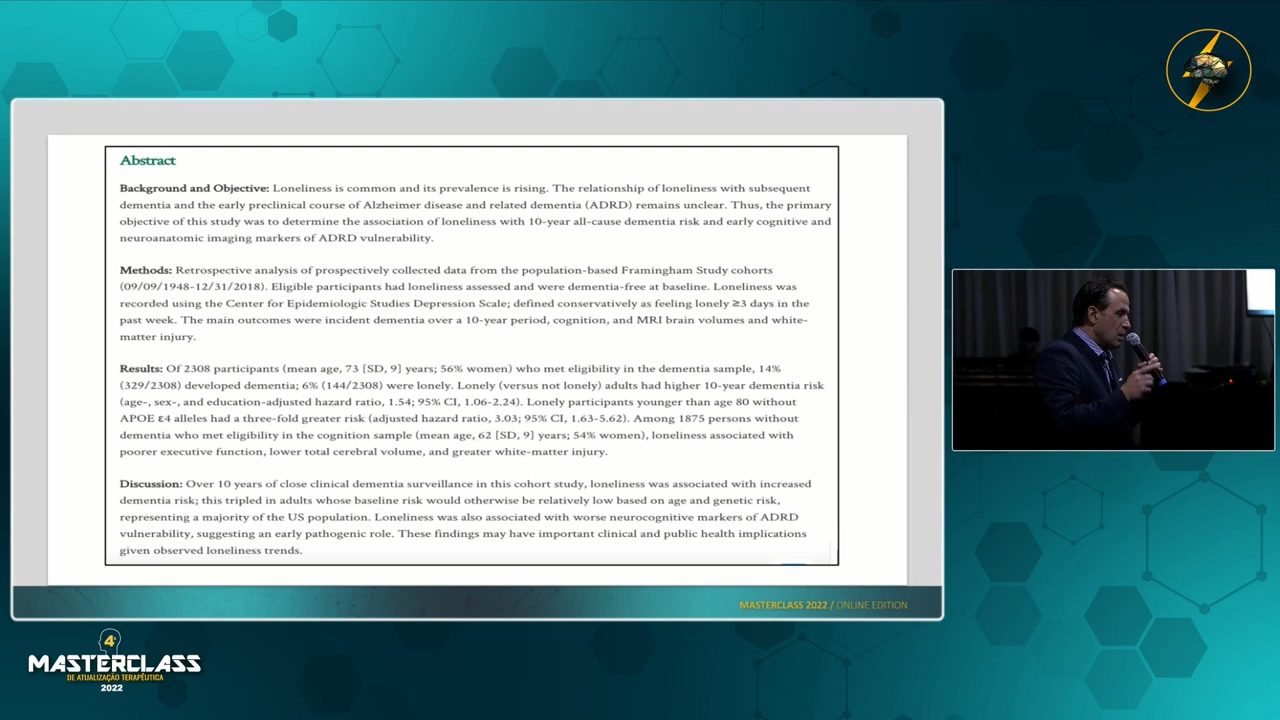 Abstract
Background and Objective: Loneliness is common and its prevalence is rising. The relationship of loneliness with subsequent
dementia and the early preclinical course of Alzheimer disease and related dementia (ADRD) remains unclear. Thus, the primary
objective of this study was to determine the association of loneliness with 10-year all-cause dementia risk and early cognitive and
neuroanatomic imaging markers of ADRD vulnerability.
Methods: Retrospective analysis of prospectively collected data from the population-based Framingham Study cohorts
(09/09/1948-12/31/2018). Eligible participants had loneliness assessed and were dementia-free at baseline. Loneliness was
recorded using the Center for Epidemiologic Studies Depression Scale; defined conservatively as feeling lonely ≥3 days in the
past week. The main outcomes were incident dementia over a 10-year period, cognition, and MRI brain volumes and white-
matter injury.
Results: Of 2308 participants (mean age, 73 [SD, 9] years; 56% women) who met eligibility in the dementia sample, 14%
(329/2308) developed dementia; 6% (144/2308) were lonely. Lonely (versus not lonely) adults had higher 10-year dementia risk
(age-, sex-, and education-adjusted hazard ratio, 1.54; 95% CI, 1.06-2.24). Lonely participants younger than age 80 without
APOE ε4 alleles had a three-fold greater risk (adjusted hazard ratio, 3.03; 95% CI, 1.63-5.62). Among 1875 persons without
dementia who met eligibility in the cognition sample (mean age, 62 [SD, 9] years; 54% women), loneliness associated with
poorer executive function, lower total cerebral volume, and greater white-matter injury.
Discussion: Over 10 years of close clinical dementia surveillance in this cohort study, loneliness was associated with increased
dementia risk; this tripled in adults whose baseline risk would otherwise be relatively low based on age and genetic risk,
representing a majority of the US population. Loneliness was also associated with worse neurocognitive markers of ADRD
vulnerability, suggesting an early pathogenic role. These findings may have important clinical and public health implications
given observed loneliness trends.
MASTERCLASS 2022 / ONLINE EDITION
4ª
MASTERCLASS
DE ATUALIZAÇÃO TERAPÊUTICA
2022